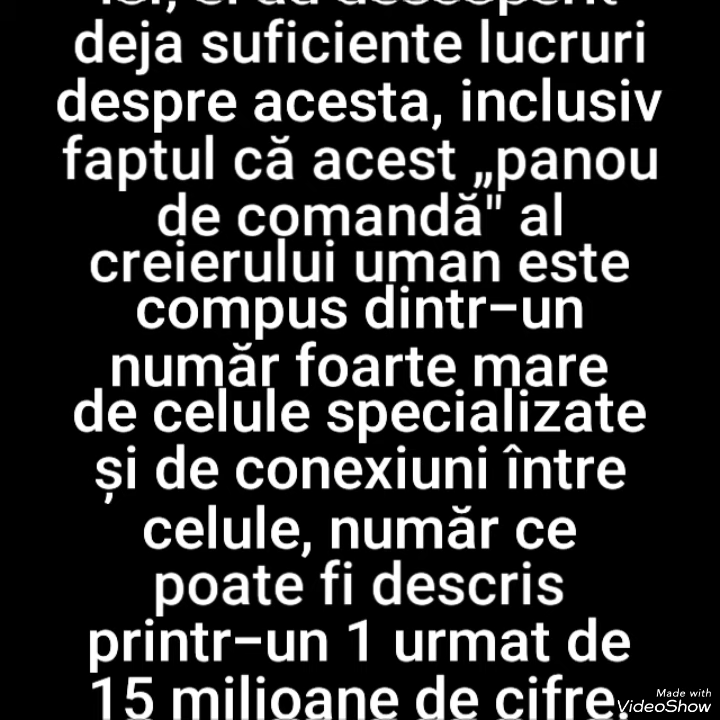 deja suficiente lucruri
despre acesta, inclusiv
faptul că acest „panou
de comandă" al
creierului uman este
compus dintr-un
număr foarte mare
de celule specializate
și de conexiuni între
celule, număr ce
poate fi descris
printr-un 1 urmat de
15 milioane de cifre
Made with
VideoShow